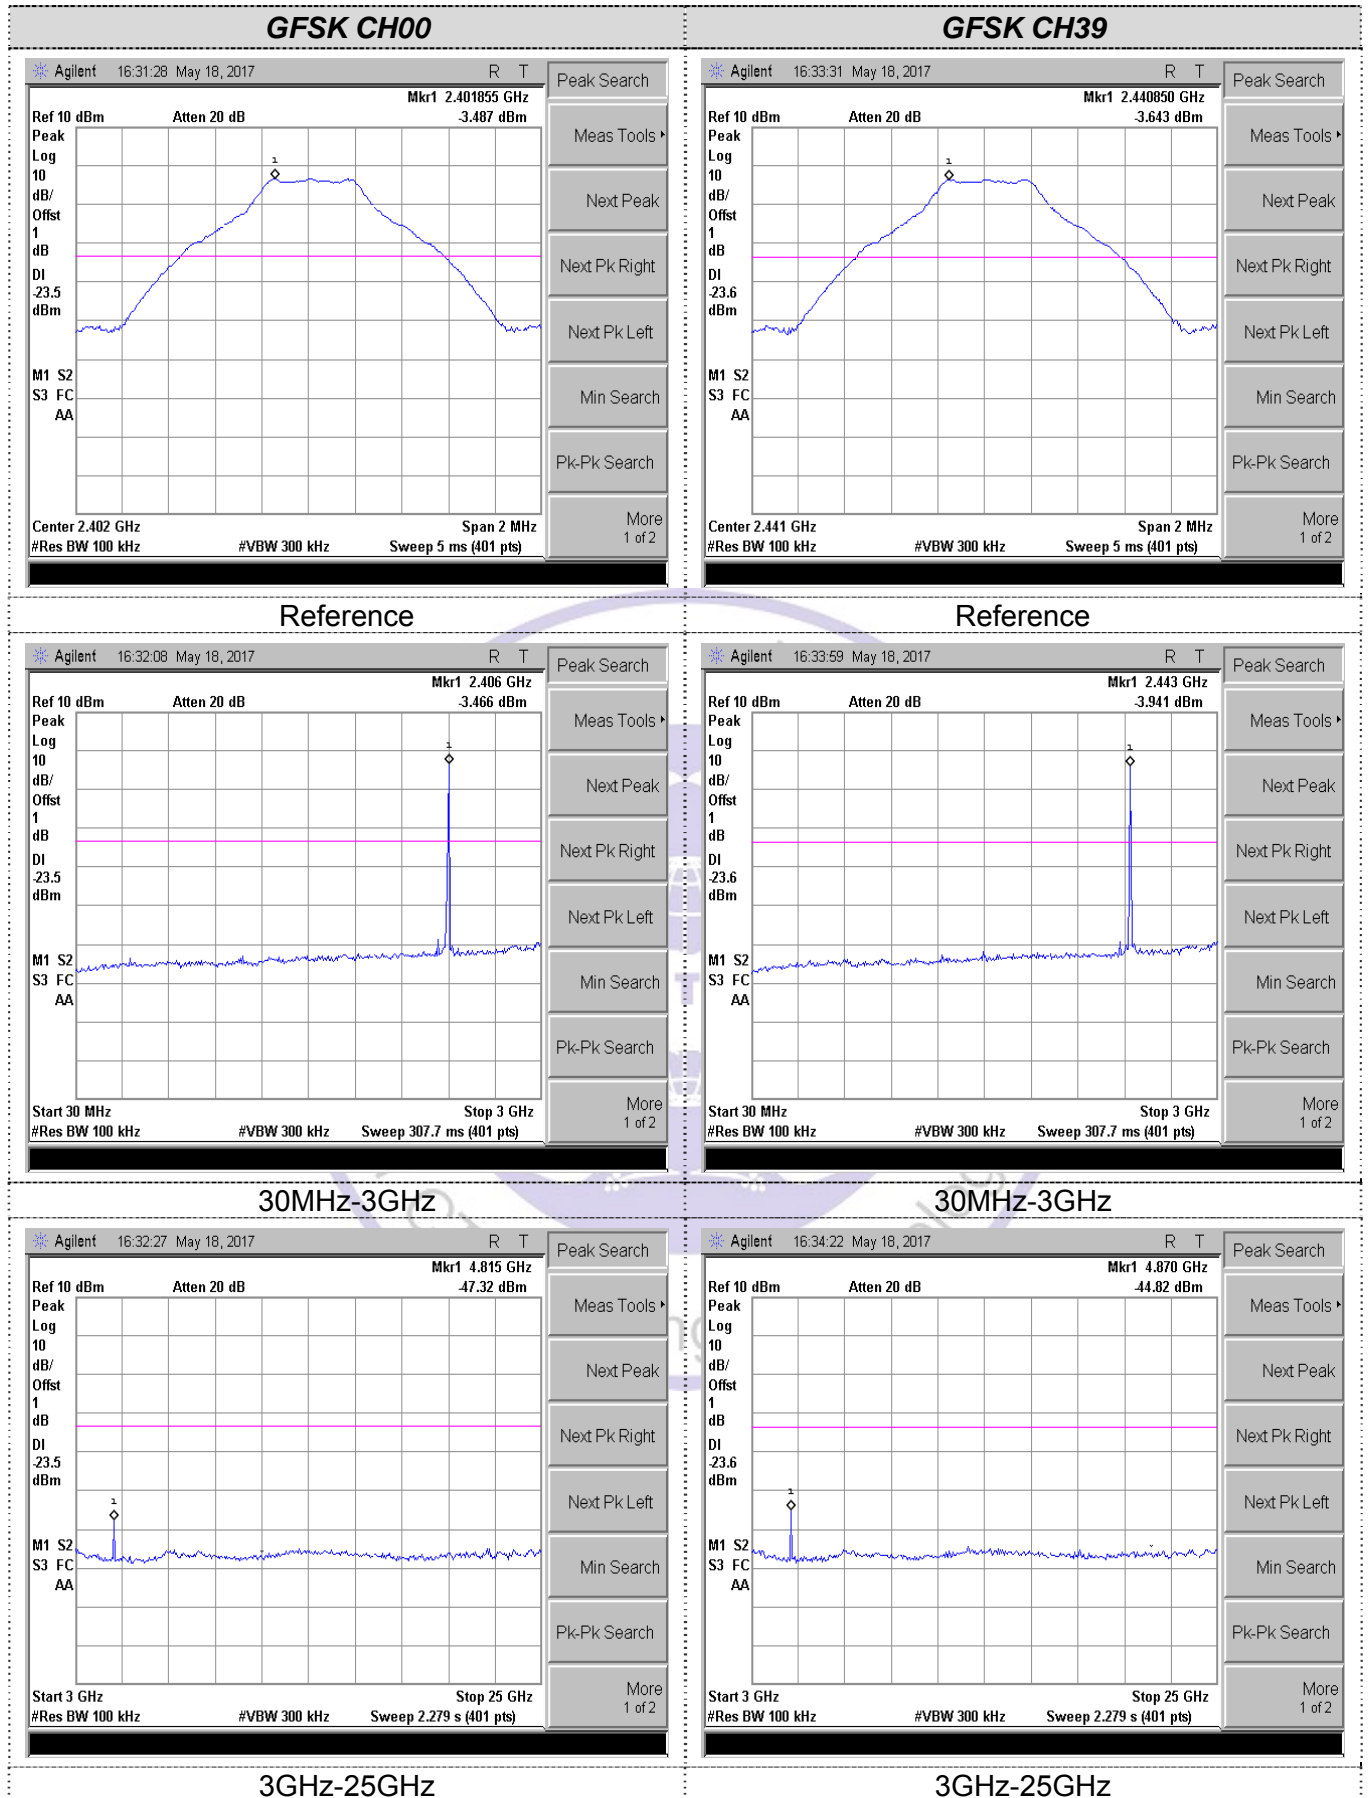 GFSK CH00
GFSK CH39
Agilent 16:31:28 May 18, 2017 R T
Mkr1 2.401855 GHz
Ref 10 dBm Atten 20 dB -3.487 dBm
Peak
Log
10
dB/
Offst
1
dB
DI
-23.5
dBm
M1 S2
S3 FC
AA
1
Center 2.402 GHz Span 2 MHz
#Res BW 100 kHz #VBW 300 kHz Sweep 5 ms (401 pts)
Peak Search
Meas Tools
Next Peak
Next Pk Right
Next Pk Left
Min Search
Pk-Pk Search
More
1 of 2
Agilent 16:33:31 May 18, 2017 R T
Mkr1 2.440850 GHz
Ref 10 dBm Atten 20 dB -3.643 dBm
Peak
Log
10
dB/
Offst
1
dB
DI
-23.6
dBm
M1 S2
S3 FC
AA
1
Center 2.441 GHz Span 2 MHz
#Res BW 100 kHz #VBW 300 kHz Sweep 5 ms (401 pts)
Peak Search
Meas Tools
Next Peak
Next Pk Right
Next Pk Left
Min Search
Pk-Pk Search
More
1 of 2
Reference
Reference
Agilent 16:32:08 May 18, 2017 R T
Mkr1 2.406 GHz
Ref 10 dBm Atten 20 dB -3.466 dBm
Peak
Log
10
dB/
Offst
1
dB
DI
-23.5
dBm
M1 S2
S3 FC
AA
1
Start 30 MHz Stop 3 GHz
#Res BW 100 kHz #VBW 300 kHz Sweep 307.7 ms (401 pts)
Peak Search
Meas Tools
Next Peak
Next Pk Right
Next Pk Left
Min Search
Pk-Pk Search
More
1 of 2
Agilent 16:33:59 May 18, 2017 R T
Mkr1 2.443 GHz
Ref 10 dBm Atten 20 dB -3.941 dBm
Peak
Log
10
dB/
Offst
1
dB
DI
-23.6
dBm
M1 S2
S3 FC
AA
1
Start 30 MHz Stop 3 GHz
#Res BW 100 kHz #VBW 300 kHz Sweep 307.7 ms (401 pts)
Peak Search
Meas Tools
Next Peak
Next Pk Right
Next Pk Left
Min Search
Pk-Pk Search
More
1 of 2
30MHz-3GHz
30MHz-3GHz
Agilent 16:32:27 May 18, 2017 R T
Mkr1 4.815 GHz
Ref 10 dBm Atten 20 dB -47.32 dBm
Peak
Log
10
dB/
Offst
1
dB
DI
-23.5
dBm
M1 S2
S3 FC
AA
1
Start 3 GHz Stop 25 GHz
#Res BW 100 kHz #VBW 300 kHz Sweep 2.279 s (401 pts)
Peak Search
Meas Tools
Next Peak
Next Pk Right
Next Pk Left
Min Search
Pk-Pk Search
More
1 of 2
Agilent 16:34:22 May 18, 2017 R T
Mkr1 4.870 GHz
Ref 10 dBm Atten 20 dB -44.82 dBm
Peak
Log
10
dB/
Offst
1
dB
DI
-23.6
dBm
M1 S2
S3 FC
AA
1
Start 3 GHz Stop 25 GHz
#Res BW 100 kHz #VBW 300 kHz Sweep 2.279 s (401 pts)
Peak Search
Meas Tools
Next Peak
Next Pk Right
Next Pk Left
Min Search
Pk-Pk Search
More
1 of 2
3GHz-25GHz
3GHz-25GHz